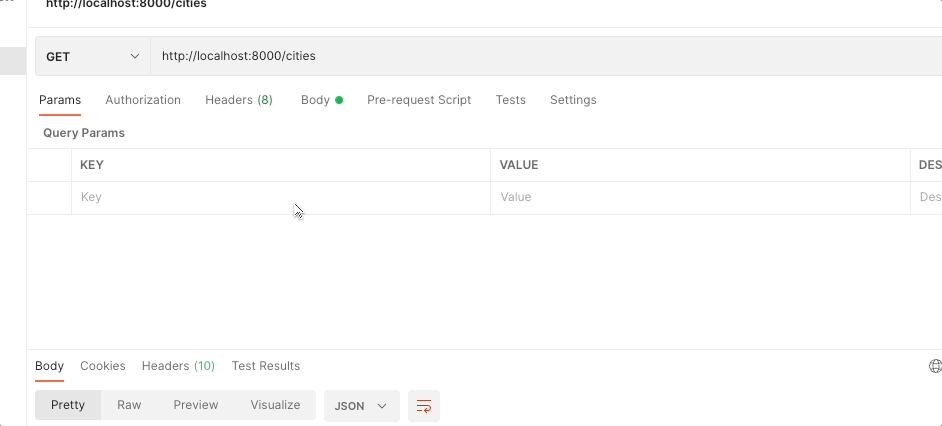 http://localhost:8000/cities
GET http://localhost:8000/cities
Params Authorization Headers (8) Body Pre-request Script Tests Settings
Query Params
KEY VALUE DES
Key Value Des
Body Cookies Headers (10) Test Results
Pretty Raw Preview Visualize JSON